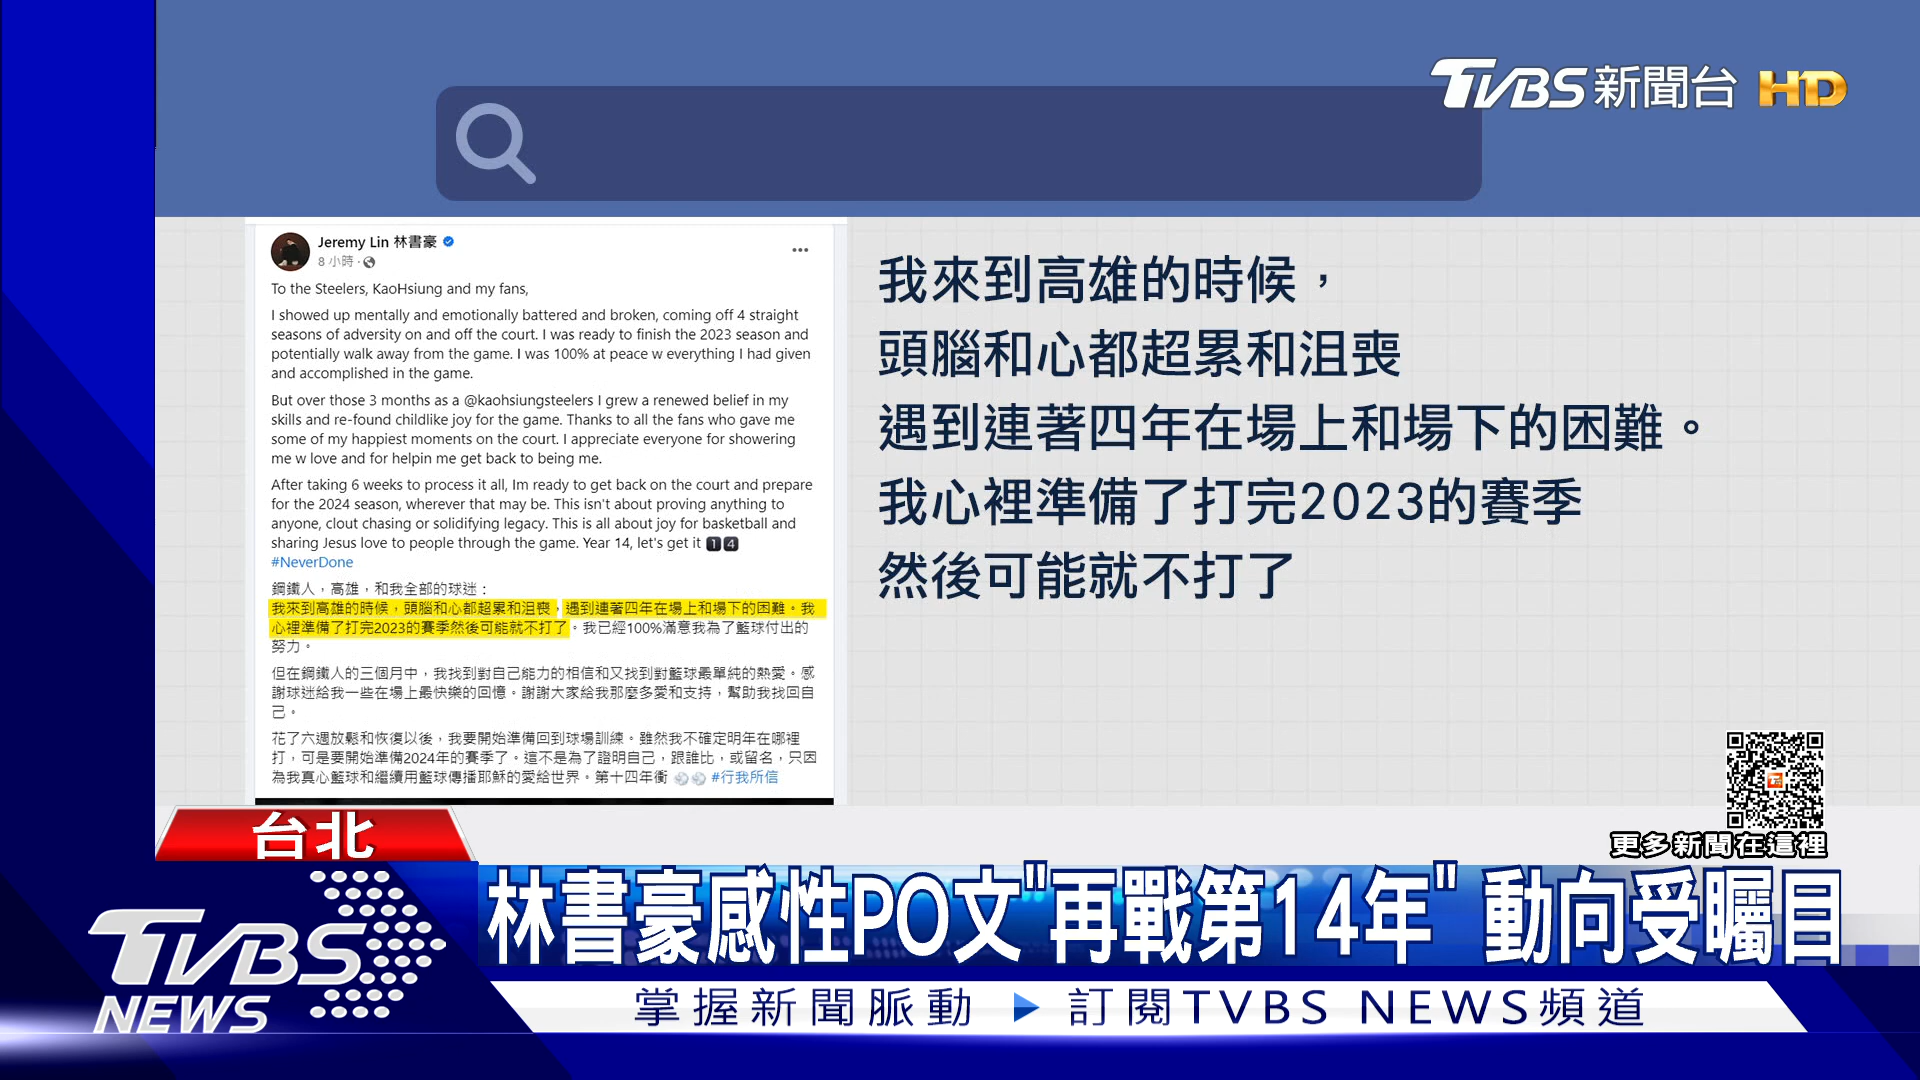 TVBS新聞台 HD
Jeremy Lin 林書豪
8 小時 ·
To the Steelers, KaoHsiung and my fans,
I showed up mentally and emotionally battered and broken, coming off 4 straight
seasons of adversity on and off the court. I was ready to finish the 2023 season and
potentially walk away from the game. I was 100% at peace w everything I had given
and accomplished in the game.
But over those 3 months as a @kaohsiungsteelers I grew a renewed belief in my
skills and re-found childlike joy for the game. Thanks to all the fans who gave me
some of my happiest moments on the court. I appreciate everyone for showering
me w love and for helpin me get back to being me.
After taking 6 weeks to process it all, Im ready to get back on the court and prepare
for the 2024 season, wherever that may be. This isn't about proving anything to
anyone, clout chasing or solidifying legacy. This is all about joy for basketball and
sharing Jesus love to people through the game. Year 14, let's get it 1 4
#NeverDone
鋼鐵人，高雄，和我全部的球迷：
我來到高雄的時候，頭腦和心都超累和沮喪，遇到連著四年在場上和場下的困難。我
心裡準備了打完2023的賽季然後可能就不打了。我已經100%滿意我為了籃球付出的
努力。
但在鋼鐵人的三個月中，我找到對自己能力的相信和又找到對籃球最單純的熱愛。感
謝球迷給我一些在場上最快樂的回憶。謝謝大家給我那麼多愛和支持，幫助我找回自
己。
花了六週放鬆和恢復以後，我要開始準備回到球場訓練。雖然我不確定明年在哪裡
打，可是要開始準備2024年的賽季了。這不是為了證明自己，跟誰比，或留名，只因
為我真心籃球和繼續用籃球傳播耶穌的愛給世界。第十四年衝 #行我所信
我來到高雄的時候，
頭腦和心都超累和沮喪
遇到連著四年在場上和場下的困難。
我心裡準備了打完2023的賽季
然後可能就不打了
更多新聞在這裡
台北
林書豪感性PO文"再戰第14年" 動向受矚目
TVBS
NEWS
掌握新聞脈動 ▶ 訂閱TVBS NEWS頻道